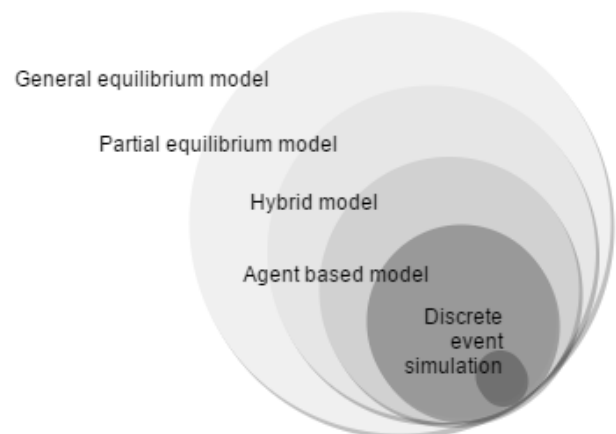 General equilibrium model
Partial equilibrium model
Hybrid model
Agent based model
Discrete
event
simulation